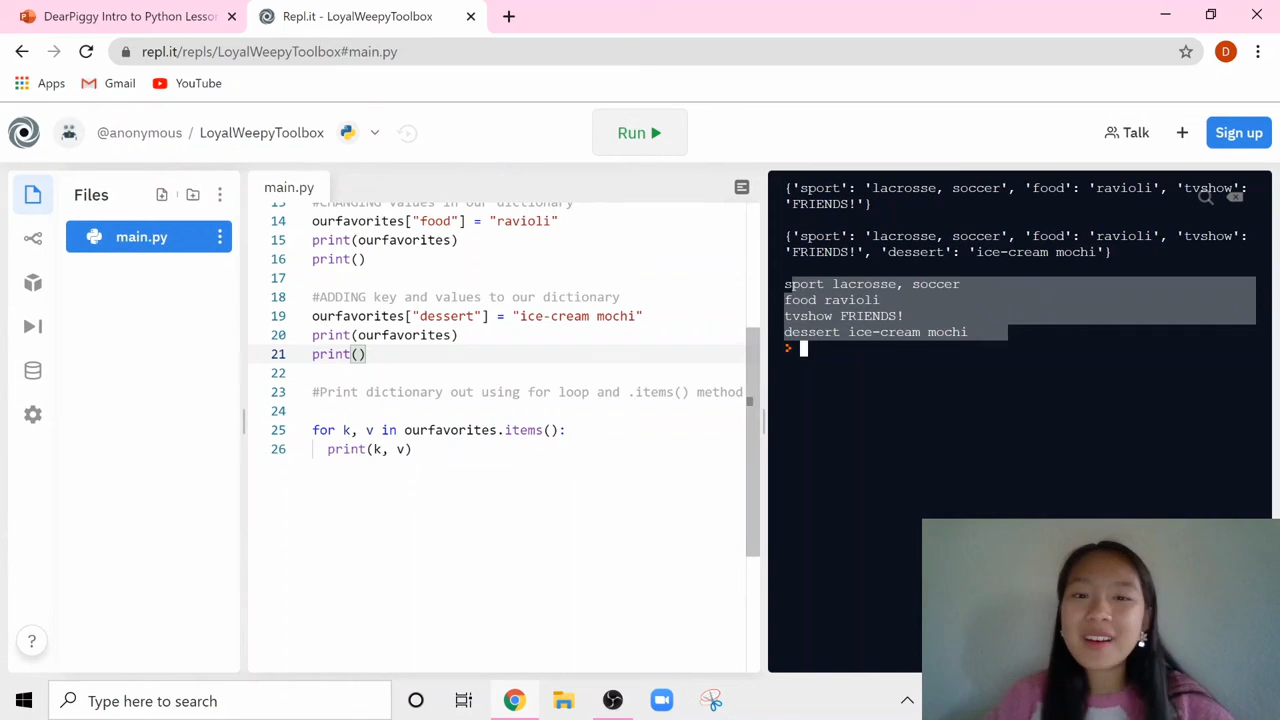 DearPiggy Intro to Python Lesson
Repl.it - LoyalWeepyToolbox
repl.it/repls/LoyalWeepyToolbox#main.py
D
Apps
Gmail
YouTube
@anonymous / LoyalWeepyToolbox
Run
Talk
Sign up
Files
main.py
main.py
13 #CHANGING values in our dictionary
14 ourfavorites["food"] = "ravioli"
15 print(ourfavorites)
16 print()
17
18 #ADDING key and values to our dictionary
19 ourfavorites["dessert"] = "ice-cream mochi"
20 print(ourfavorites)
21 print()
22
23 #Print dictionary out using for loop and .items() method
24
25 for k, v in ourfavorites.items():
26 print(k, v)
{'sport': 'lacrosse, soccer', 'food': 'ravioli', 'tvshow':
'FRIENDS!'}
{'sport': 'lacrosse, soccer', 'food': 'ravioli', 'tvshow':
'FRIENDS!', 'dessert': 'ice-cream mochi'}
sport lacrosse, soccer
food ravioli
tvshow FRIENDS!
dessert ice-cream mochi
>
?
Type here to search